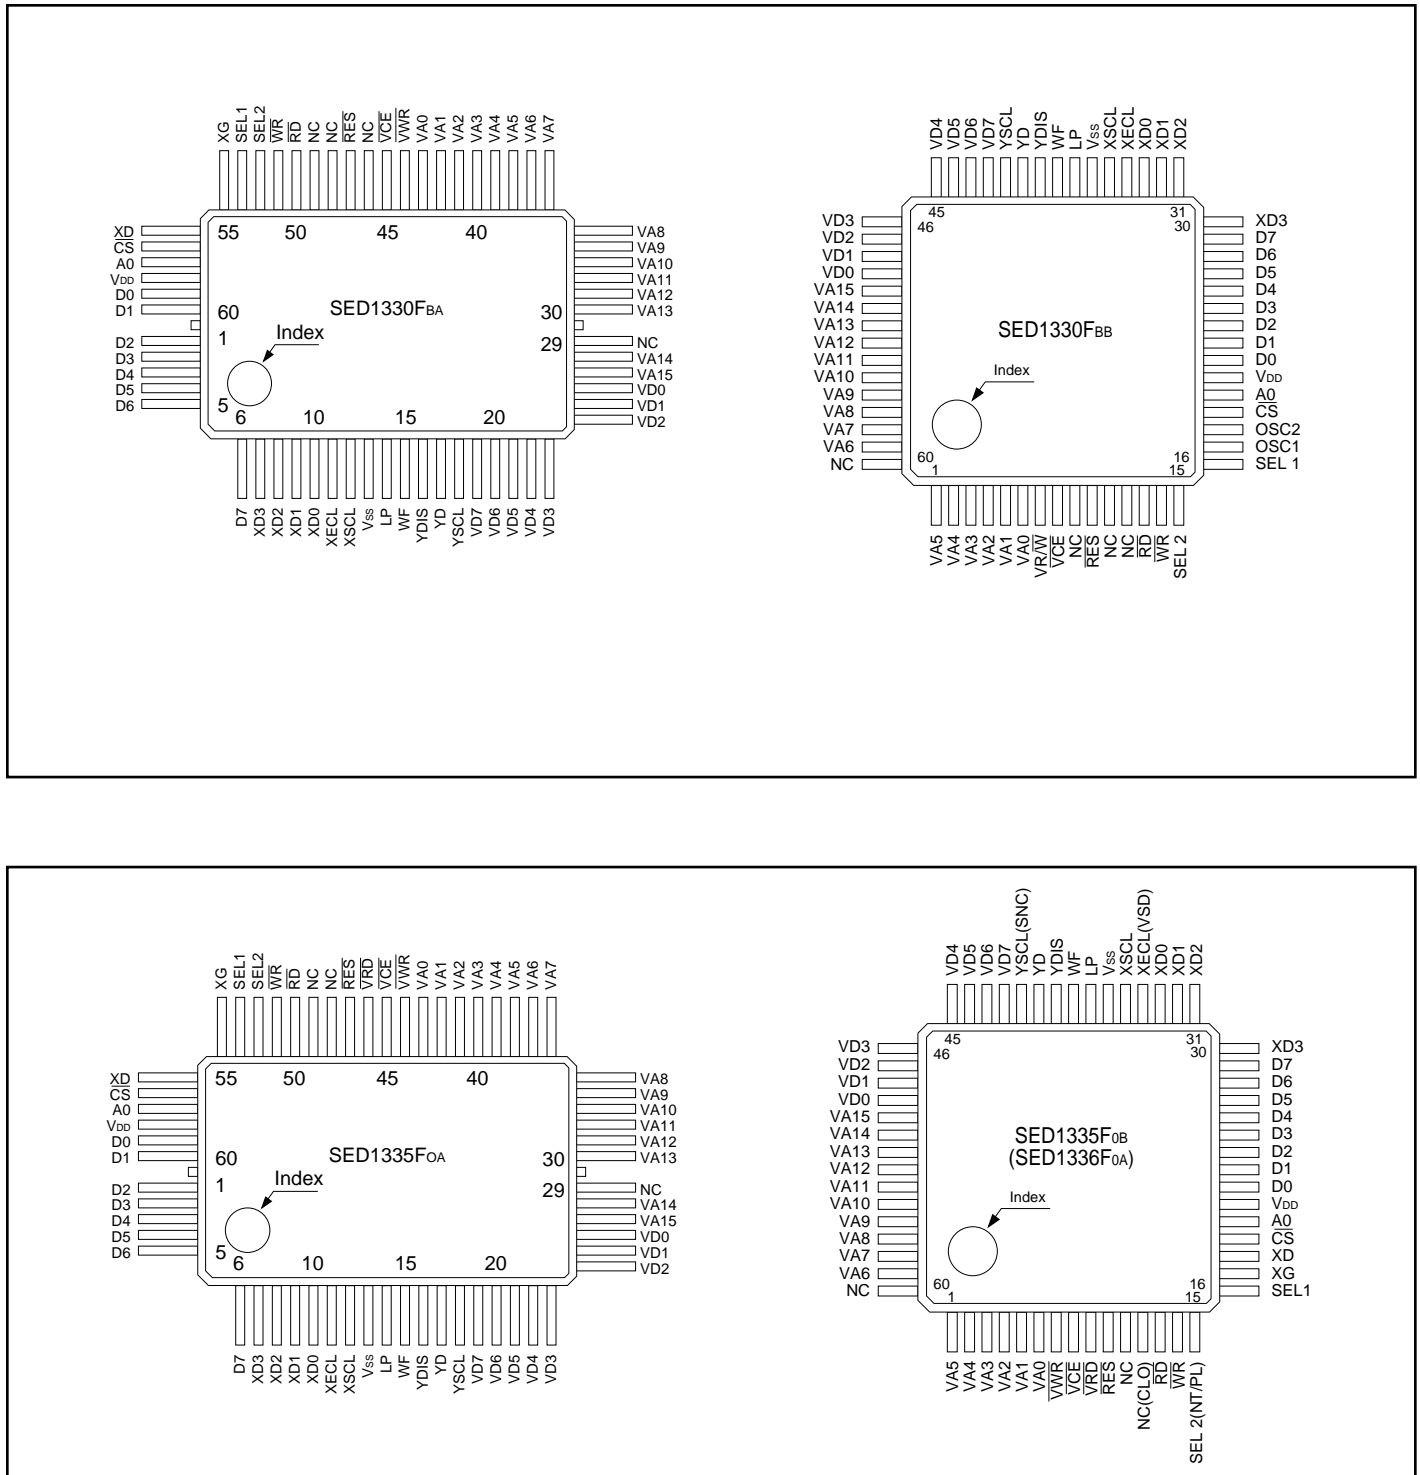 XG
SEL1
SEL2
WR
RD
NC
NC
RES
NC
VCE
VWR
VA0
VA1
VA2
VA3
VA4
VA5
VA6
VA7
XD
CS
A0
VDD
D0
D1
D2
D3
D4
D5
D6
55 50 45 40
60
1
5
6 10 15 20
30
29
SED1330FBA
Index
VA8
VA9
VA10
VA11
VA12
VA13
NC
VA14
VA15
VD0
VD1
VD2
D7
XD3
XD2
XD1
XD0
XECL
XSCL
Vss
LP
WF
YDIS
YD
YSCL
VD7
VD6
VD5
VD4
VD3
VD4
VD5
VD6
VD7
YSCL
YD
YDIS
WF
LP
Vss
XSCL
XECL
XD0
XD1
XD2
VD3
VD2
VD1
VD0
VA15
VA14
VA13
VA12
VA11
VA10
VA9
VA8
VA7
VA6
NC
45
46
31
30
SED1330FBB
Index
60
1
16
15
XD3
D7
D6
D5
D4
D3
D2
D1
D0
VDD
A0
CS
OSC2
OSC1
SEL 1
VA5
VA4
VA3
VA2
VA1
VA0
VR/W
VCE
NC
RES
NC
NC
RD
WR
SEL 2
XG
SEL1
SEL2
WR
RD
NC
NC
RES
VRD
VCE
VWR
VA0
VA1
VA2
VA3
VA4
VA5
VA6
VA7
XD
CS
A0
VDD
D0
D1
D2
D3
D4
D5
D6
55 50 45 40
60
1
5
6 10 15 20
30
29
SED1335FOA
Index
VA8
VA9
VA10
VA11
VA12
VA13
NC
VA14
VA15
VD0
VD1
VD2
D7
XD3
XD2
XD1
XD0
XECL
XSCL
Vss
LP
WF
YDIS
YD
YSCL
VD7
VD6
VD5
VD4
VD3
VD4
VD5
VD6
VD7
YSCL(SNC)
YD
YDIS
WF
LP
Vss
XSCL
XECL(VSD)
XD0
XD1
XD2
VD3
VD2
VD1
VD0
VA15
VA14
VA13
VA12
VA11
VA10
VA9
VA8
VA7
VA6
NC
45
46
31
30
SED1335F0B
(SED1336F0A)
Index
60
1
16
15
XD3
D7
D6
D5
D4
D3
D2
D1
D0
VDD
A0
CS
XD
XG
SEL1
VA5
VA4
VA3
VA2
VA1
VA0
VWR
VCE
VRD
RES
NC
NC(CLO)
RD
WR
SEL 2(NT/PL)